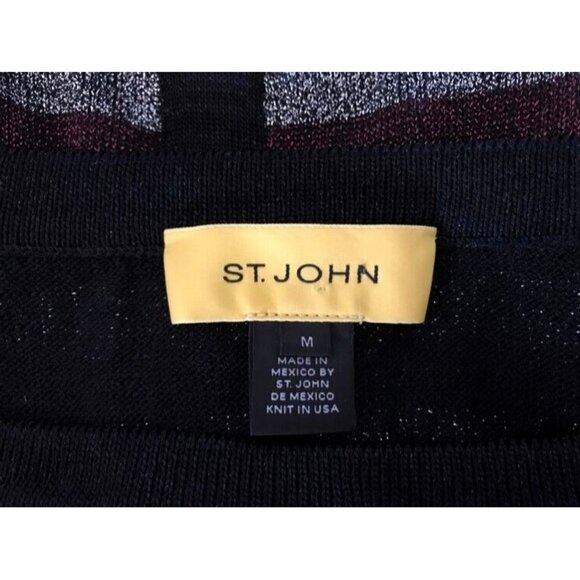 ST. JOHN
M
MADE IN
MEXICO BY
ST. JOHN
DE MEXICO
KNIT IN USA